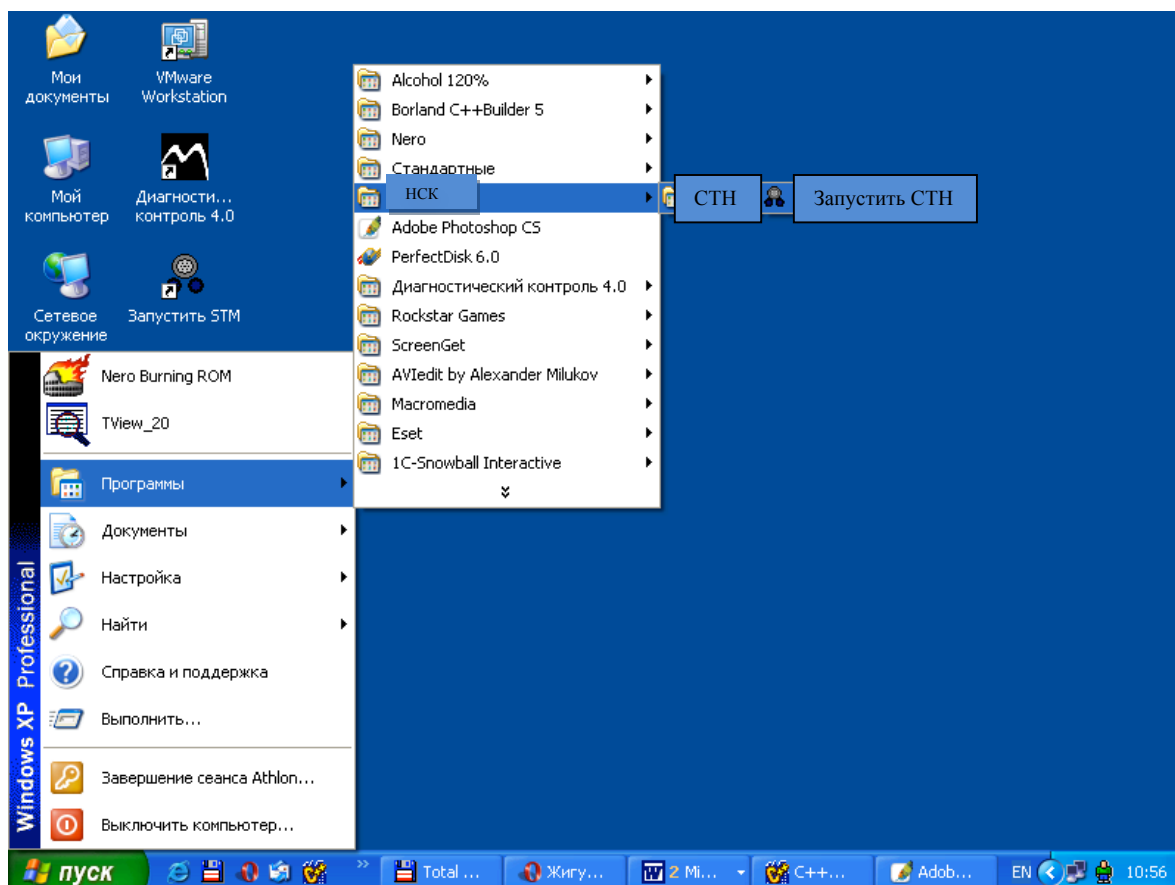 Мои
документы
VMware
Workstation
Мой
компьютер
Диагности...
контроль 4.0
Сетевое
окружение
Запустить STM
Nero Burning ROM
TView_20
Программы
Документы
Настройка
Найти
Справка и поддержка
Выполнить...
Завершение сеанса Athlon...
Выключить компьютер...
Windows XP Professional
Alcohol 120%
Borland C++Builder 5
Nero
Стандартные
НСК
Adobe Photoshop CS
PerfectDisk 6.0
Диагностический контроль 4.0
Rockstar Games
ScreenGet
AVIedit by Alexander Milukov
Macromedia
Eset
1C-Snowball Interactive
СТН
Запустить СТН
пуск
Total ...
Жигу...
2 Mi...
C++...
Adob...
EN
10:56